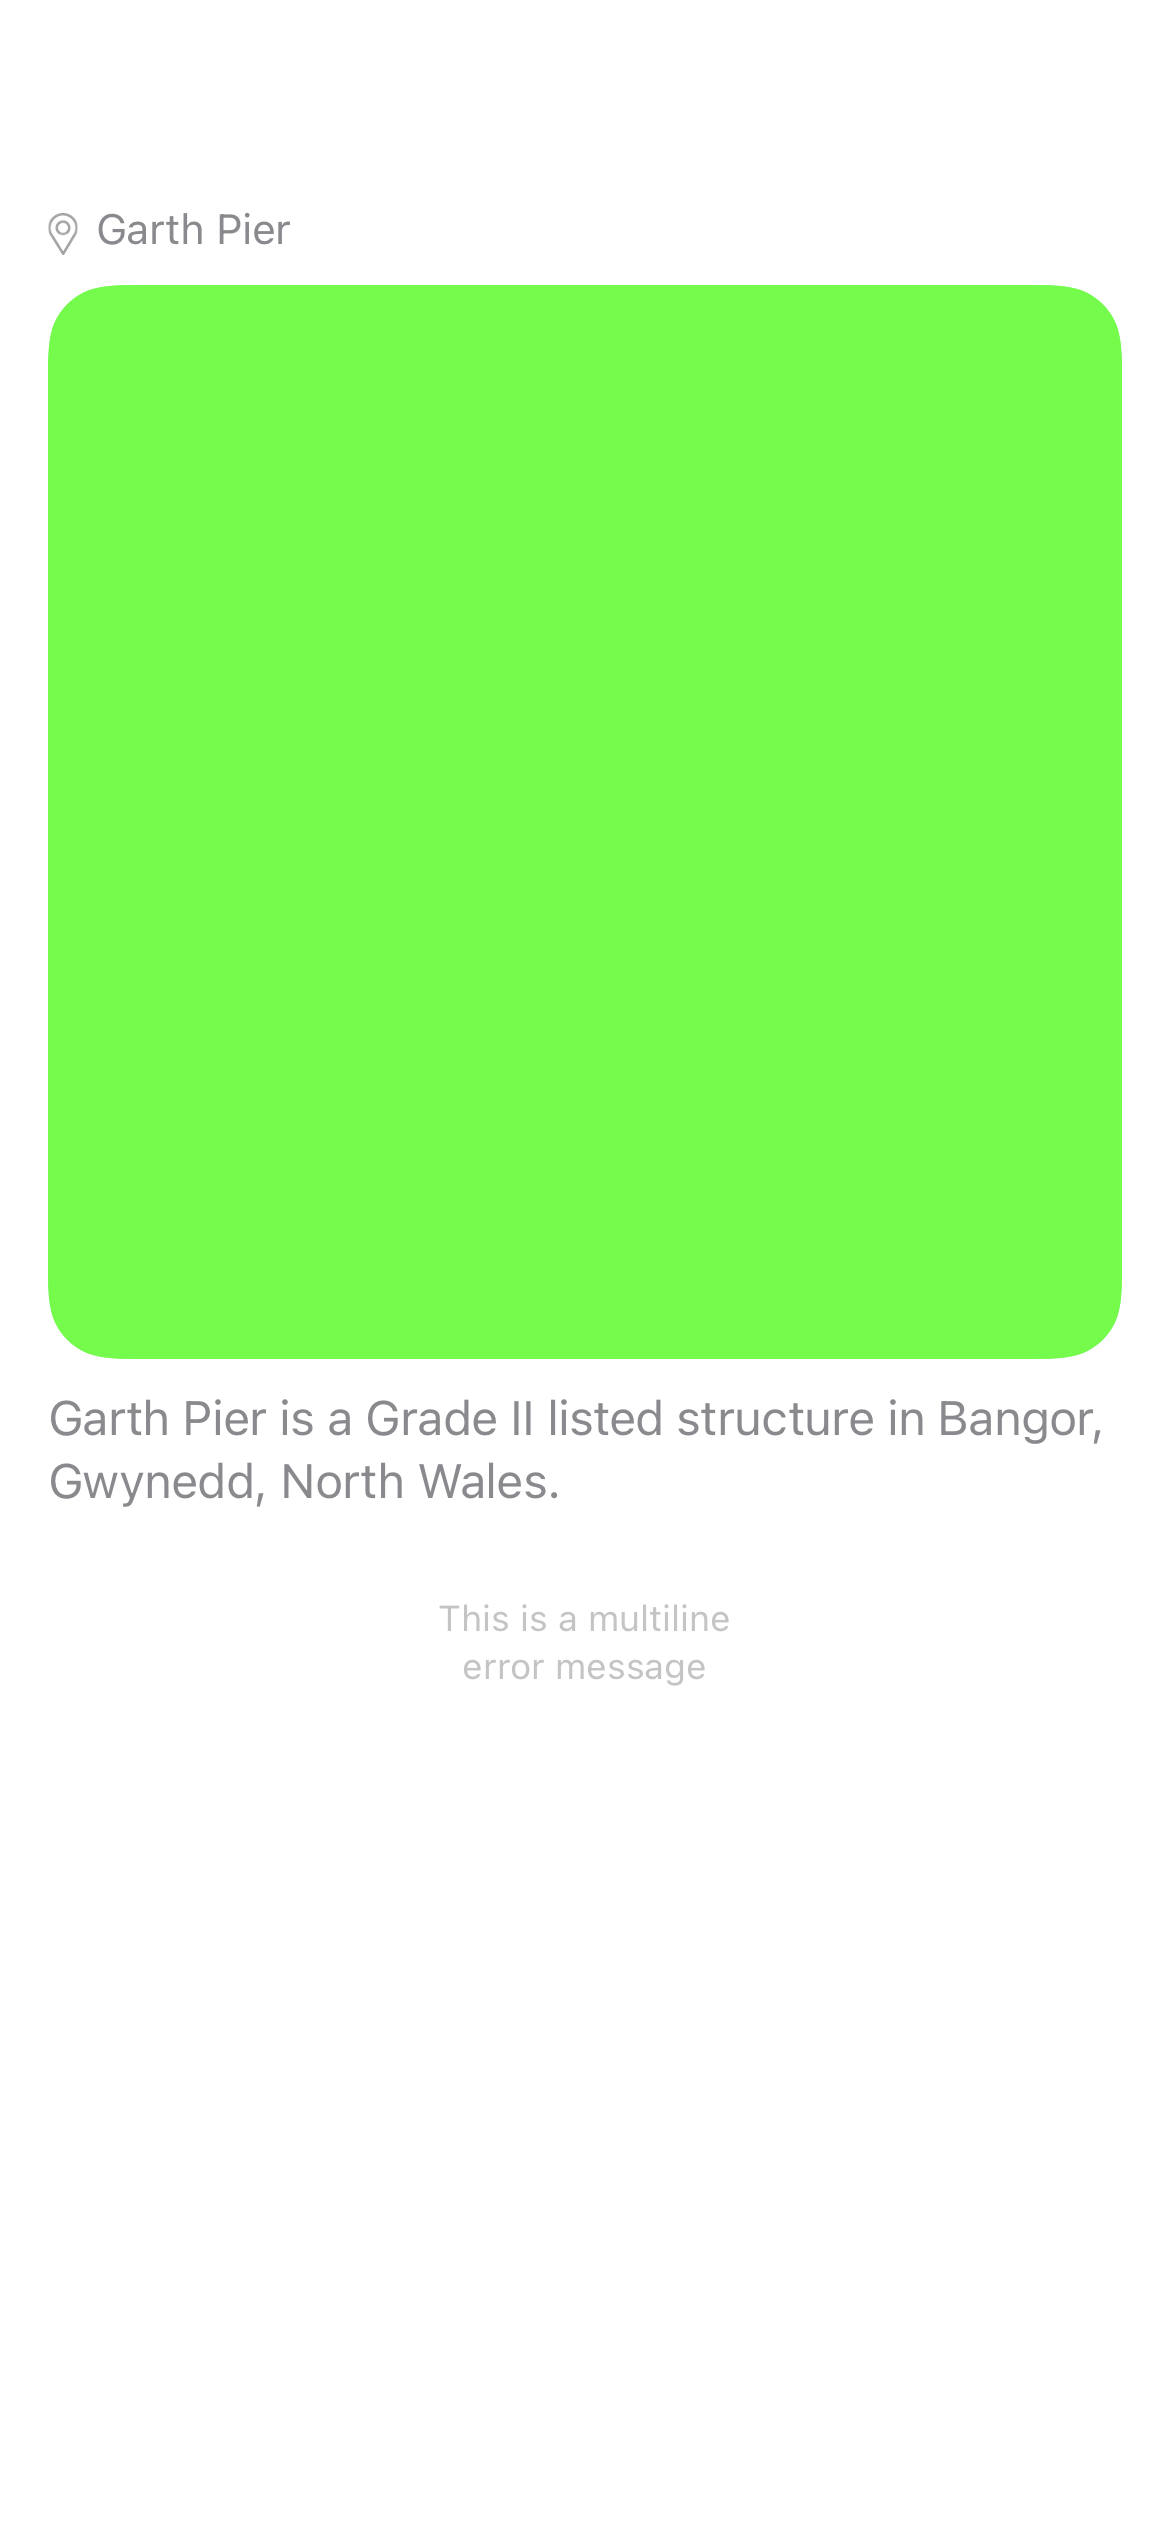 Garth Pier
Garth Pier is a Grade II listed structure in Bangor,
Gwynedd, North Wales.
This is a multiline
error message